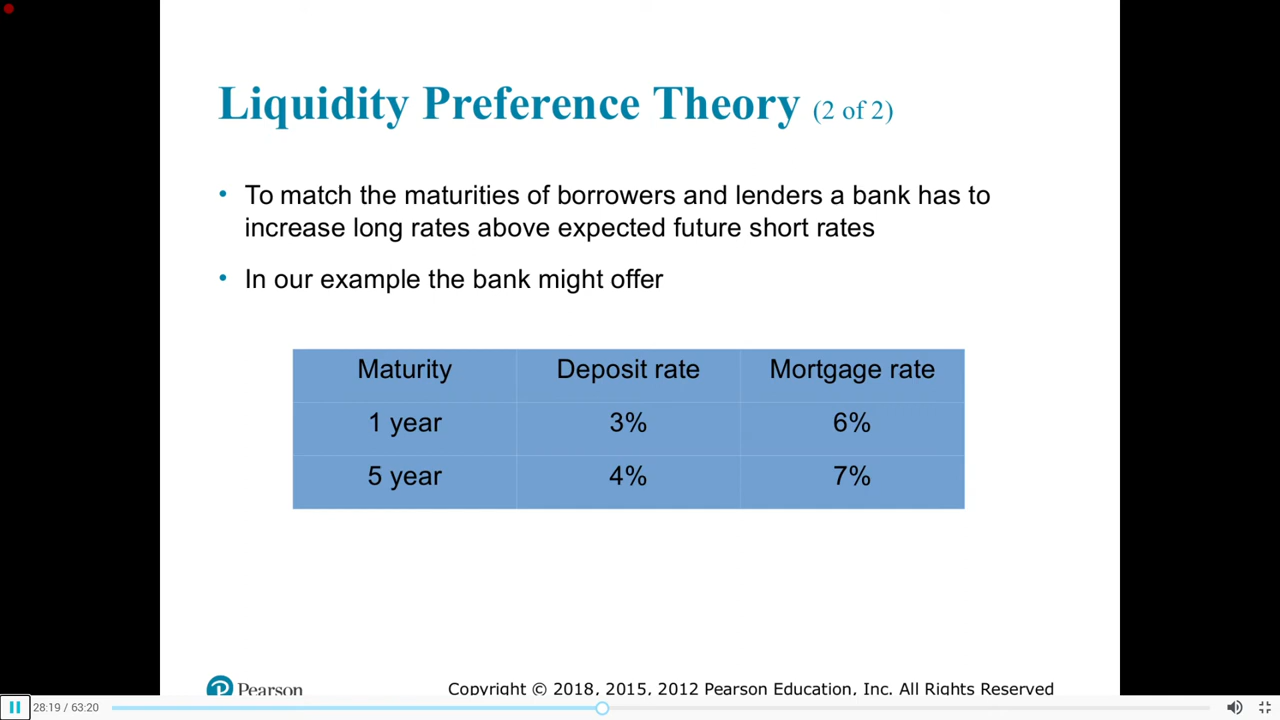 Liquidity Preference Theory (2 of 2)
• To match the maturities of borrowers and lenders a bank has to
increase long rates above expected future short rates
• In our example the bank might offer
Maturity Deposit rate Mortgage rate
1 year 3% 6%
5 year 4% 7%
Pearson Copyright © 2018, 2015, 2012 Pearson Education, Inc. All Rights Reserved
28:19 / 63:20